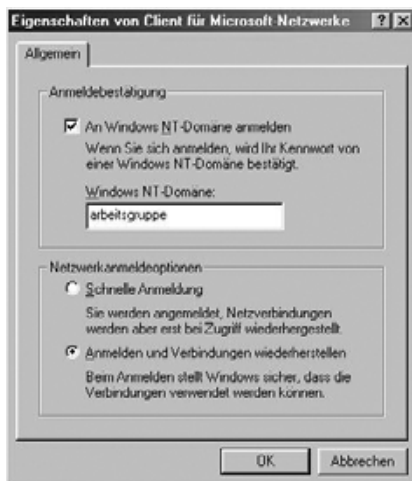 Eigenschaften von Client für Microsoft-Netzwerke
Allgemein
Anmeldebestätigung
An Windows NT-Domäne anmelden
Wenn Sie sich anmelden, wird Ihr Kennwort von
einer Windows NT-Domäne bestätigt.
Windows NT-Domäne:
arbeitsgruppe
Netzwerkanmeldeoptionen
Schnelle Anmeldung
Sie werden angemeldet, Netzverbindungen
werden aber erst bei Zugriff wiederhergestellt.
Anmelden und Verbindungen wiederherstellen
Beim Anmelden stellt Windows sicher, dass die
Verbindungen verwendet werden können.
OK Abbrechen